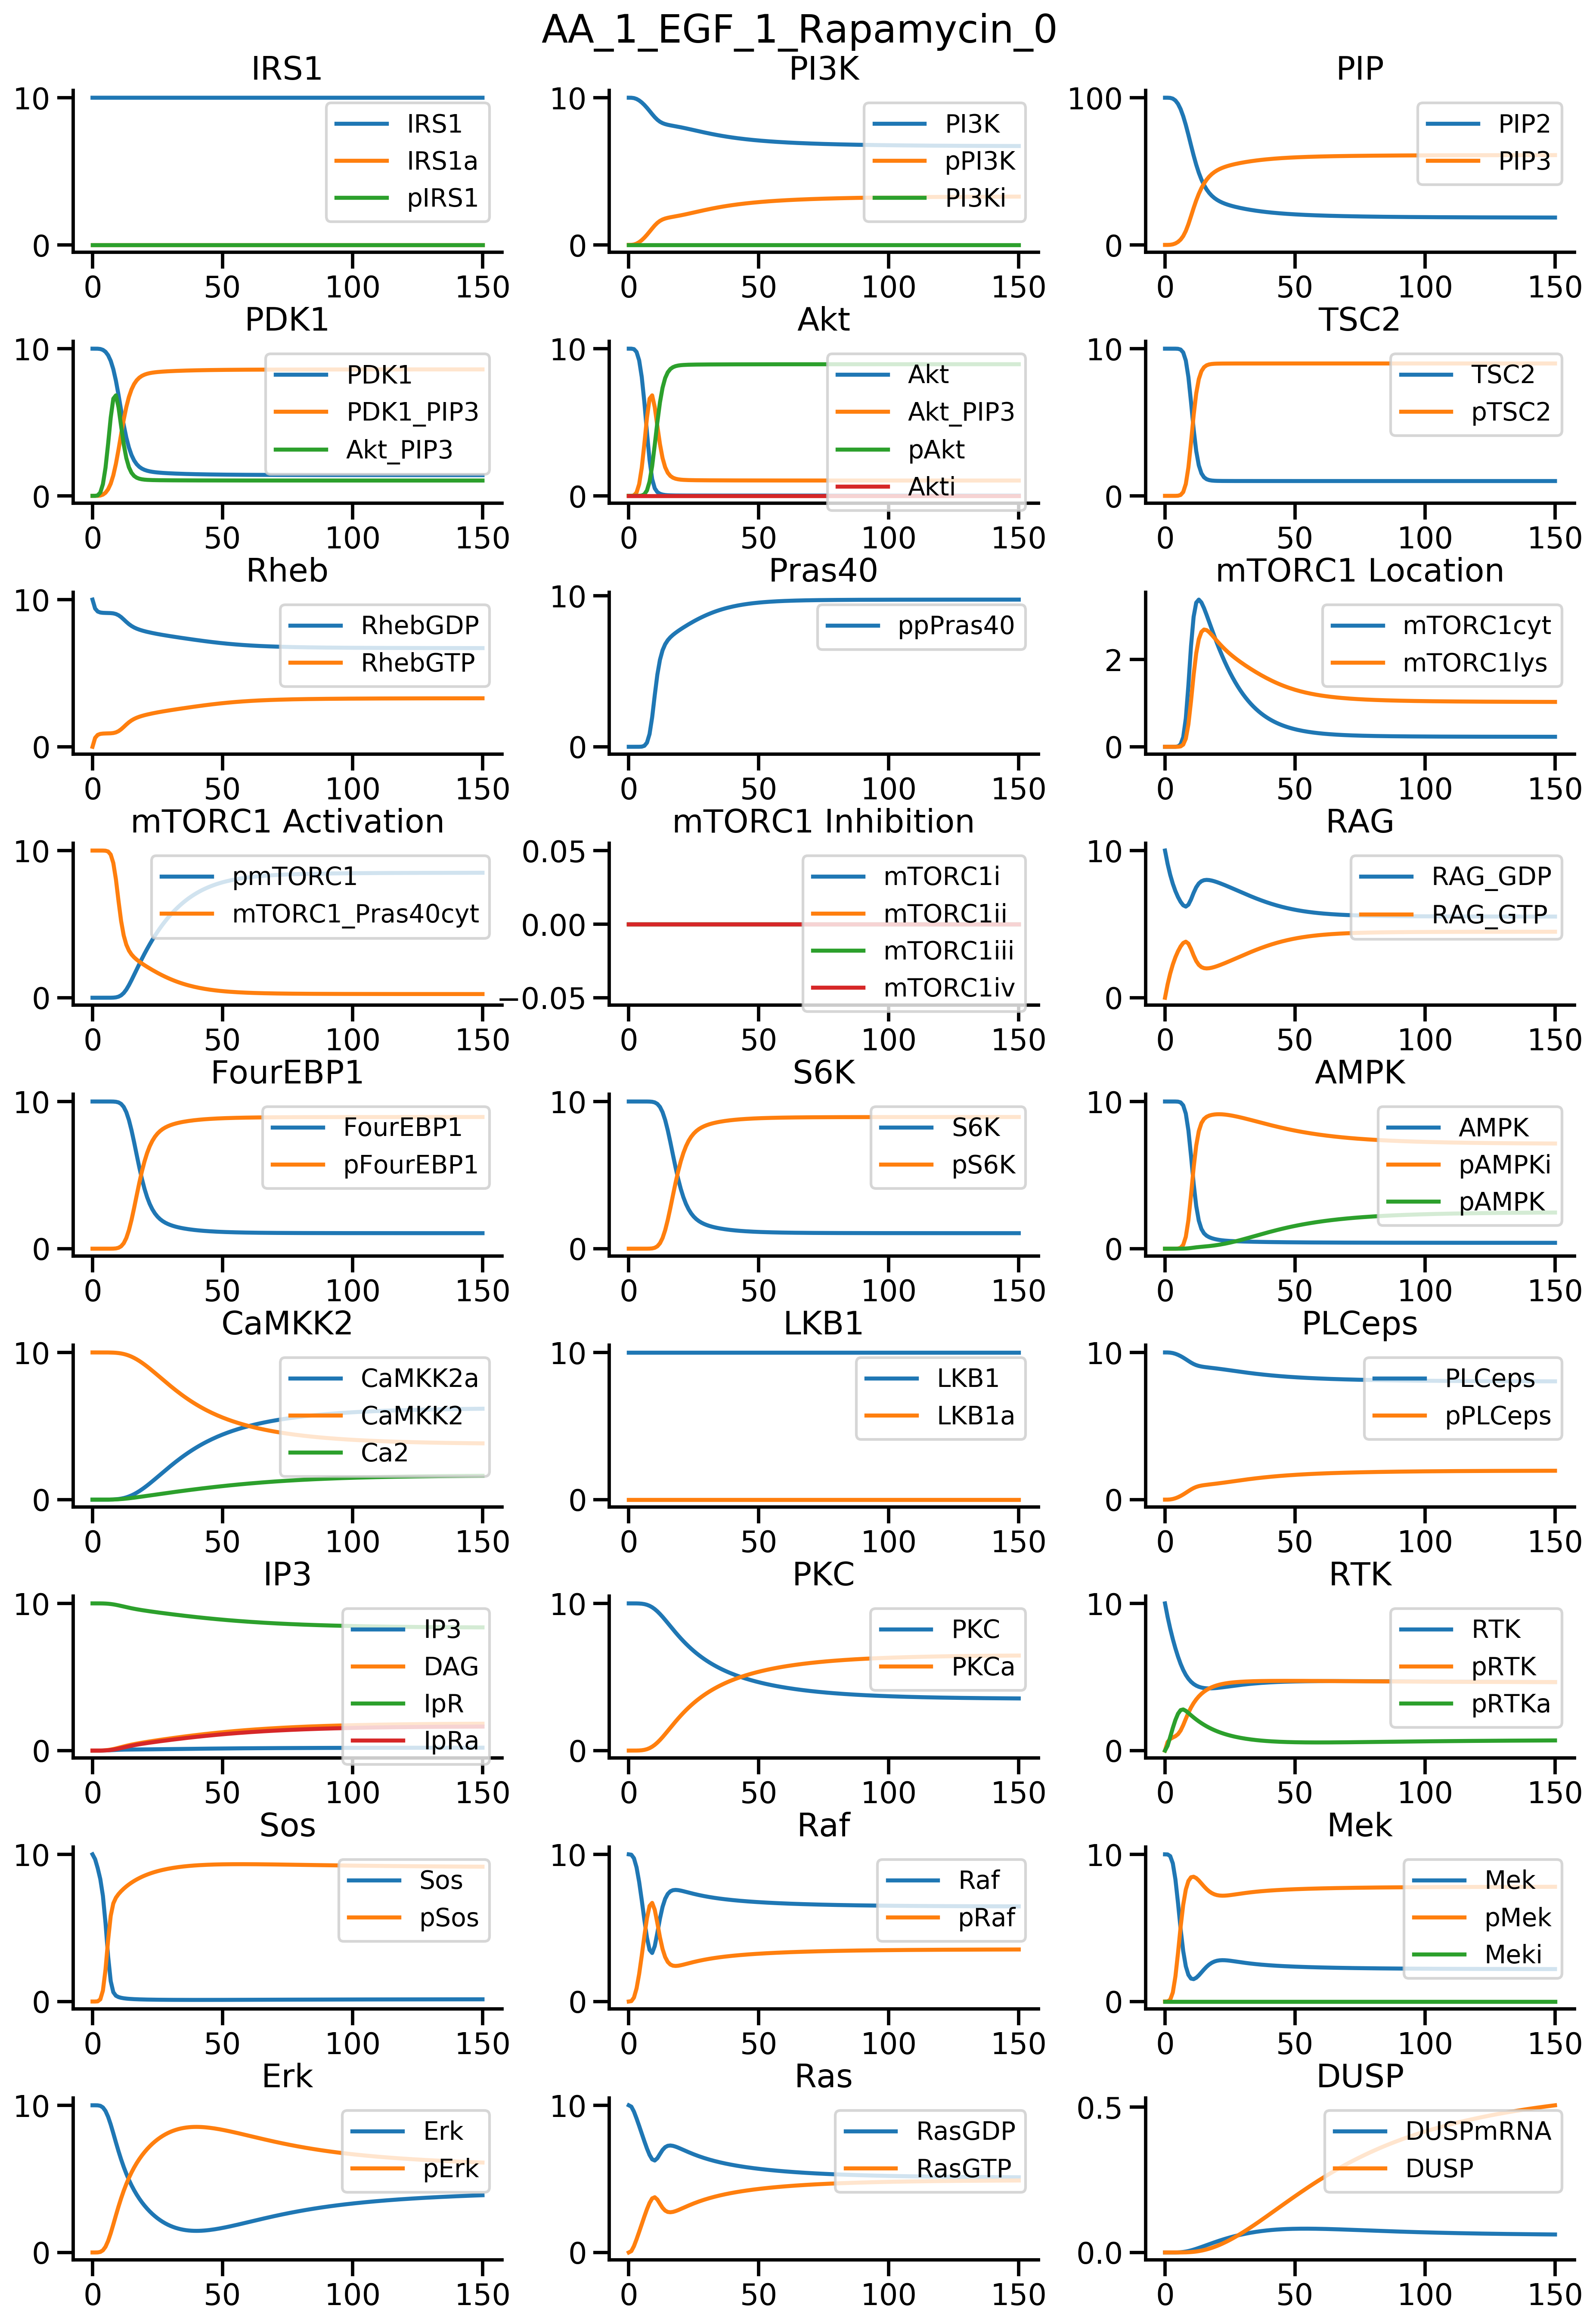 AA_1_EGF_1_Rapamycin_0
IRS1
10
0
0 50 100 150
IRS1
IRS1a
pIRS1
PI3K
10
0
0 50 100 150
PI3K
pPI3K
PI3Ki
PIP
100
0
0 50 100 150
PIP2
PIP3
PDK1
10
0
0 50 100 150
PDK1
PDK1_PIP3
Akt_PIP3
Akt
10
0
0 50 100 150
Akt
Akt_PIP3
pAkt
Akti
TSC2
10
0
0 50 100 150
TSC2
pTSC2
Rheb
10
0
0 50 100 150
RhebGDP
RhebGTP
Pras40
10
0
0 50 100 150
ppPras40
mTORC1 Location
2
0
0 50 100 150
mTORC1cyt
mTORC1lys
mTORC1 Activation
10
0
0 50 100 150
pmTORC1
mTORC1_Pras40cyt
mTORC1 Inhibition
0.05
0.00
−0.05
0 50 100 150
mTORC1i
mTORC1ii
mTORC1iii
mTORC1iv
RAG
10
0
0 50 100 150
RAG_GDP
RAG_GTP
FourEBP1
10
0
0 50 100 150
FourEBP1
pFourEBP1
S6K
10
0
0 50 100 150
S6K
pS6K
AMPK
10
0
0 50 100 150
AMPK
pAMPKi
pAMPK
CaMKK2
10
0
0 50 100 150
CaMKK2a
CaMKK2
Ca2
LKB1
10
0
0 50 100 150
LKB1
LKB1a
PLCeps
10
0
0 50 100 150
PLCeps
pPLCeps
IP3
10
0
0 50 100 150
IP3
DAG
IpR
IpRa
PKC
10
0
0 50 100 150
PKC
PKCa
RTK
10
0
0 50 100 150
RTK
pRTK
pRTKa
Sos
10
0
0 50 100 150
Sos
pSos
Raf
10
0
0 50 100 150
Raf
pRaf
Mek
10
0
0 50 100 150
Mek
pMek
Meki
Erk
10
0
0 50 100 150
Erk
pErk
Ras
10
0
0 50 100 150
RasGDP
RasGTP
DUSP
0.5
0.0
0 50 100 150
DUSPmRNA
DUSP